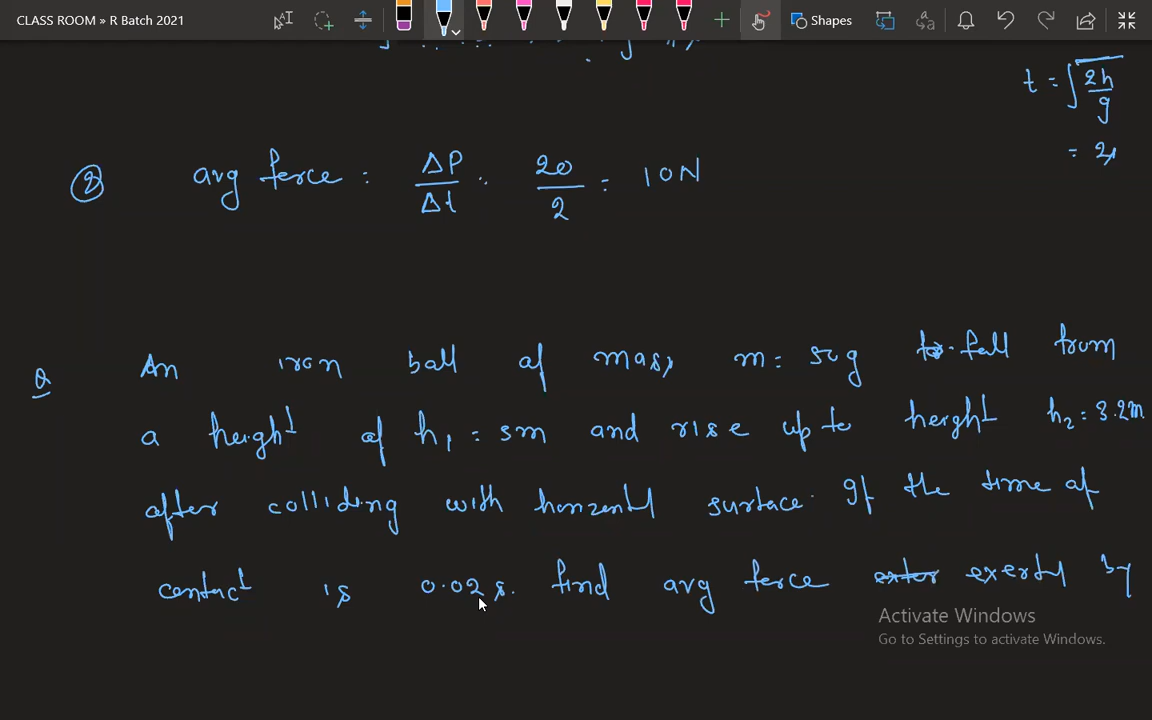 CLASS ROOM » R Batch 2021
Shapes
t = √2h/g
= 2s
② avg force = ΔP/Δt = 20/2 = 10N
Q An iron ball of mass m = 50g fall from
a height of h₁ = 5m and rise up to height h₂ = 3.2m
after colliding with horizontal surface. If the time of
contact is 0.02 s. find avg force exerted by
Activate Windows
Go to Settings to activate Windows.